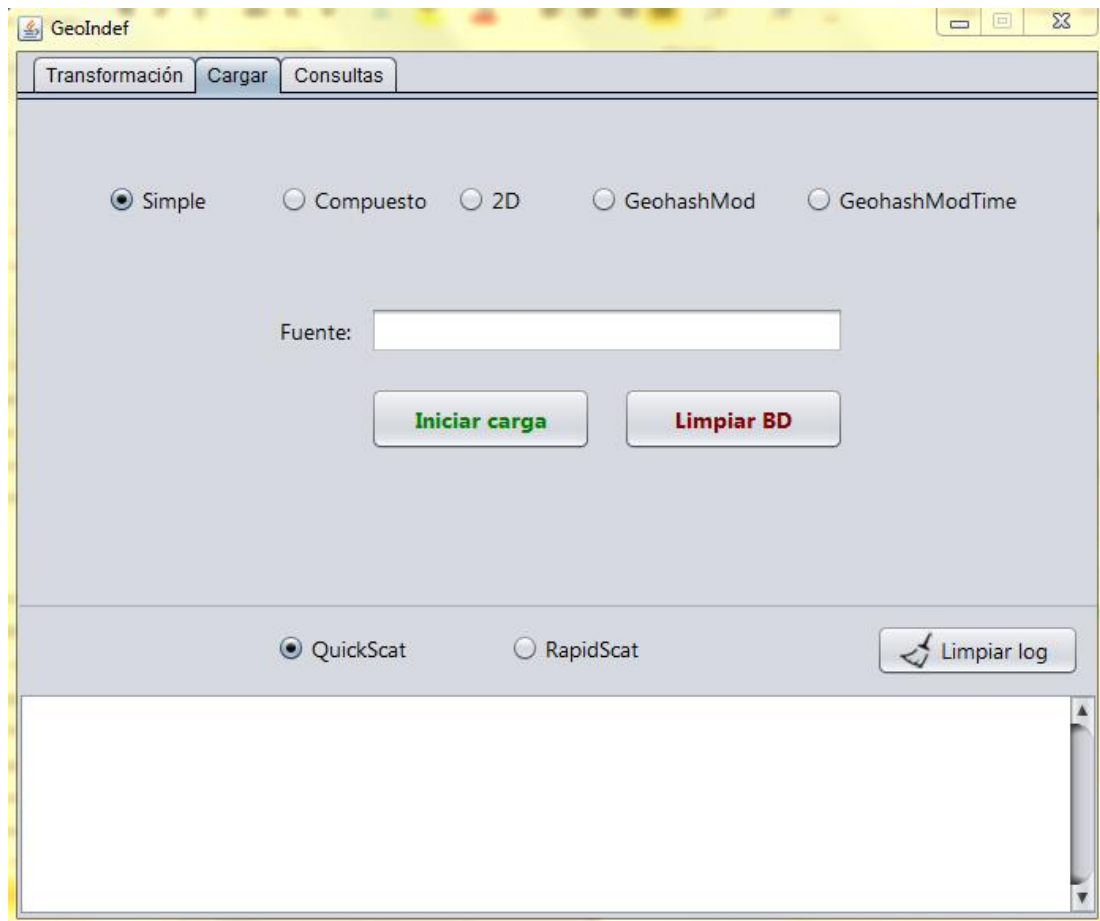 GeoIndef
Transformación Cargar Consultas
Simple Compuesto 2D GeohashMod GeohashModTime
Fuente:
Iniciar carga Limpiar BD
QuickScat RapidScat Limpiar log